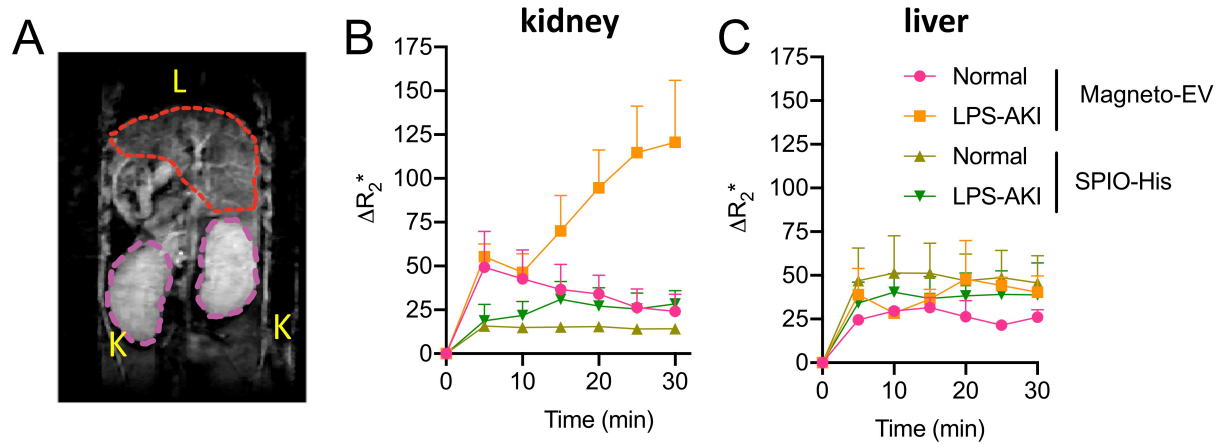 A
L
K
K
B
kidney
175
150
125
100
75
50
25
0
ΔR₂*
0
10
20
30
Time (min)
C
liver
175
150
125
100
75
50
25
0
ΔR₂*
0
10
20
30
Time (min)
Normal
LPS-AKI
Magneto-EV
Normal
LPS-AKI
SPIO-His